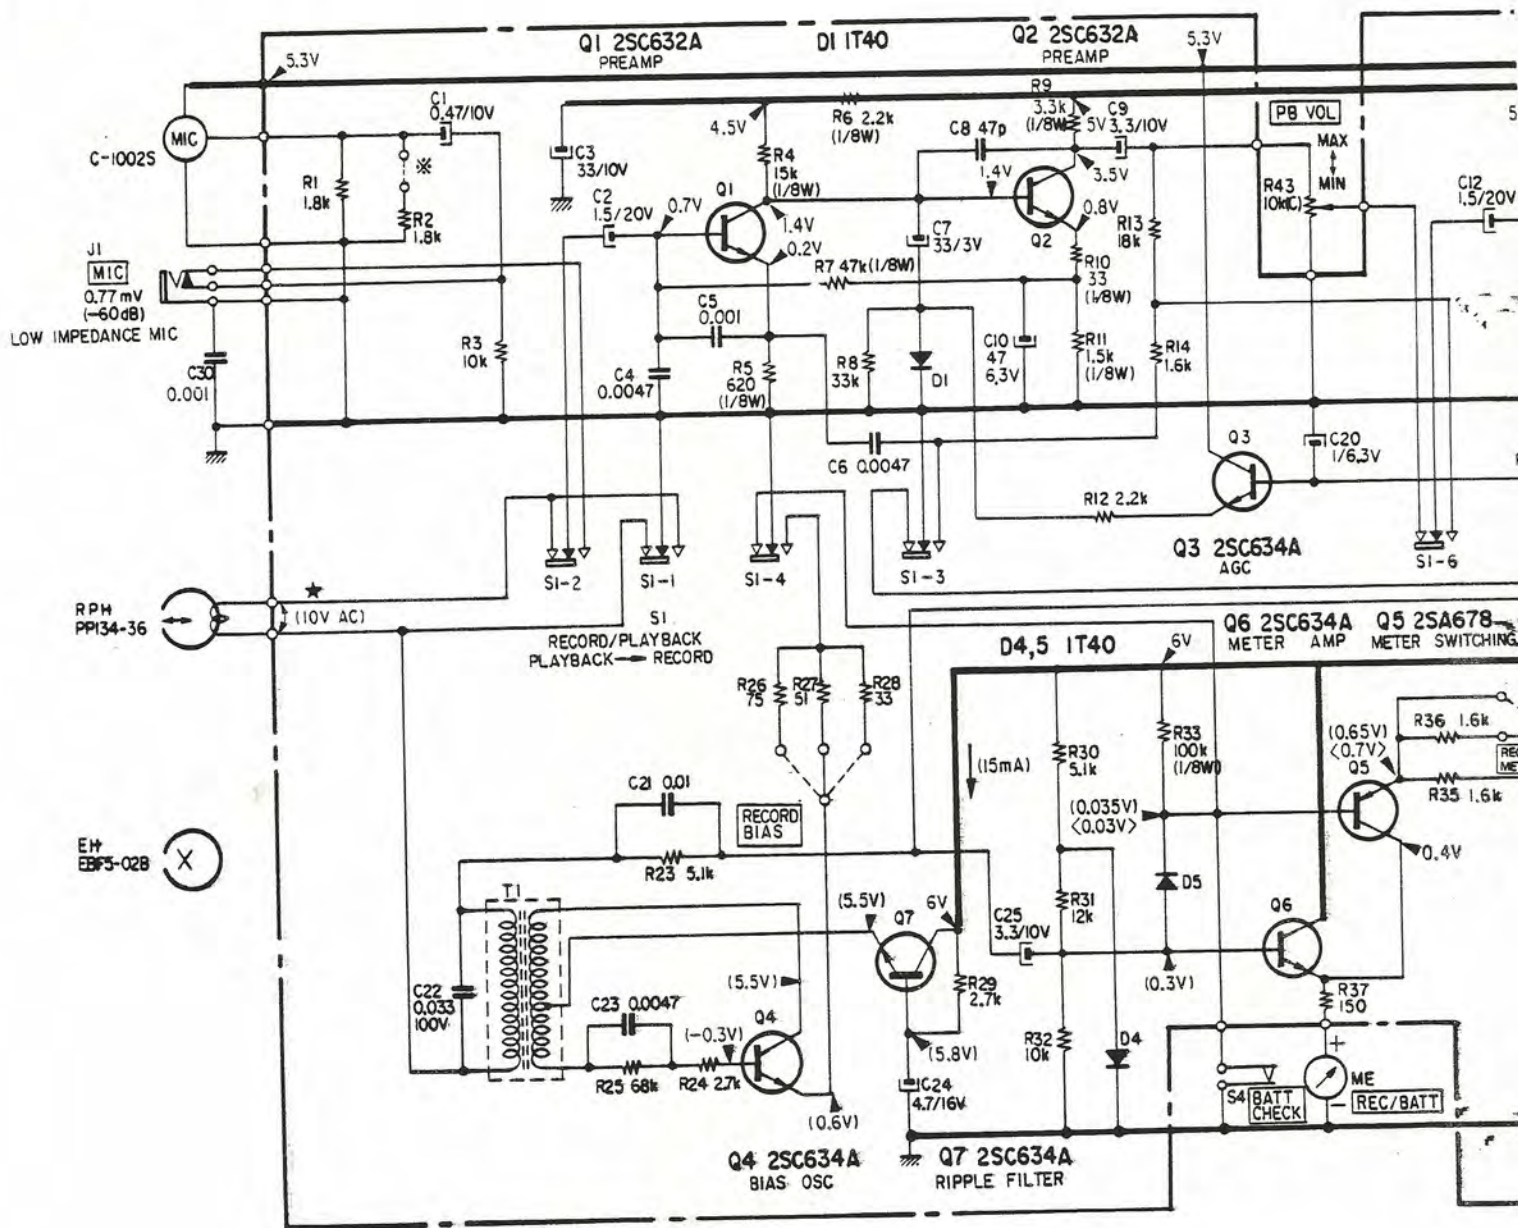 Q1 2SC632A
PREAMP
D1 1T40
Q2 2SC632A
PREAMP
5.3V
5.3V
C1
0.47/10V
MIC
C-1002S
R1
1.8k
※
R2
1.8k
C3
33/10V
4.5V
R4
15k
(1/8W)
R6 2.2k
(1/8W)
R9
3.3k
(1/8W)
5V
C9
3.3/10V
C8 47p
PB VOL
MAX
MIN
R43
10k(C)
5
C12
1.5/20V
C2
1.5/20V
0.7V
Q1
1.4V
0.2V
1.4V
3.5V
0.8V
Q2
C7
33/3V
R13
18k
R10
33
(1/8W)
R7 47k (1/8W)
J1
MIC
0.77mV
(-60dB)
LOW IMPEDANCE MIC
C30
0.001
R3
10k
C5
0.001
C4
0.0047
R5
620
(1/8W)
R8
33k
D1
C10
47
6.3V
R11
1.5k
(1/8W)
R14
1.6k
C6 0.0047
Q3
C20
1/6.3V
R12 2.2k
Q3 2SC634A
AGC
S1-2
S1-1
S1-4
S1-3
S1-6
RPH
PP134-36
★
(10V AC)
S1
RECORD/PLAYBACK
PLAYBACK → RECORD
D4,5 1T40
6V
Q6 2SC634A
METER AMP
Q5 2SA678
METER SWITCHING
R26
75
R27
51
R28
33
(15mA)
R30
5.1k
R33
100k
(1/8W)
(0.65V)
<0.7V>
Q5
R36 1.6k
R35 1.6k
(0.035V)
<0.03V>
0.4V
C21 0.01
RECORD
BIAS
R23 5.1k
EH
EBF5-02B
X
T1
(5.5V)
Q7
6V
C25
3.3/10V
R31
12k
D5
Q6
C22
0.033
100V
(5.5V)
C23 0.0047
(-0.3V)
Q4
R29
2.7k
(0.3V)
R37
150
R25 68k
R24 2.7k
(5.8V)
R32
10k
D4
C24
4.7/16V
(0.6V)
S4
BATT
CHECK
+
ME
-
REC/BATT
Q4 2SC634A
BIAS OSC
Q7 2SC634A
RIPPLE FILTER